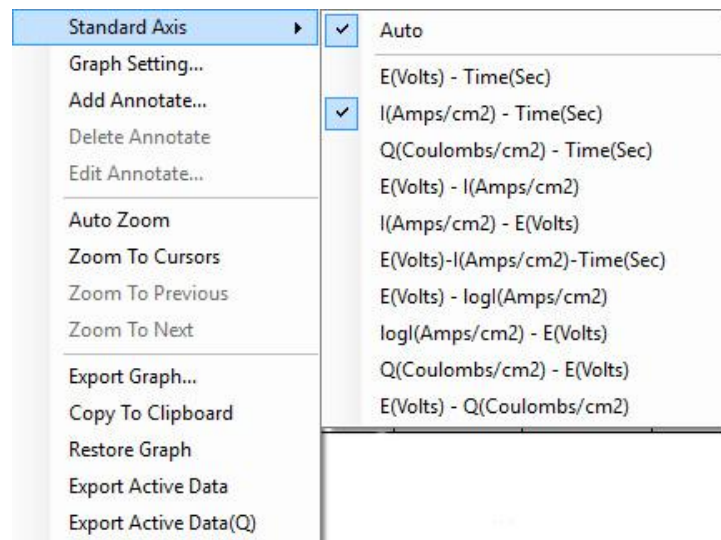 Standard Axis
Graph Setting...
Add Annotate...
Delete Annotate
Edit Annotate...
Auto Zoom
Zoom To Cursors
Zoom To Previous
Zoom To Next
Export Graph...
Copy To Clipboard
Restore Graph
Export Active Data
Export Active Data(Q)
Auto
E(Volts) - Time(Sec)
I(Amps/cm2) - Time(Sec)
Q(Coulombs/cm2) - Time(Sec)
E(Volts) - I(Amps/cm2)
I(Amps/cm2) - E(Volts)
E(Volts)-I(Amps/cm2)-Time(Sec)
E(Volts) - logI(Amps/cm2)
logI(Amps/cm2) - E(Volts)
Q(Coulombs/cm2) - E(Volts)
E(Volts) - Q(Coulombs/cm2)